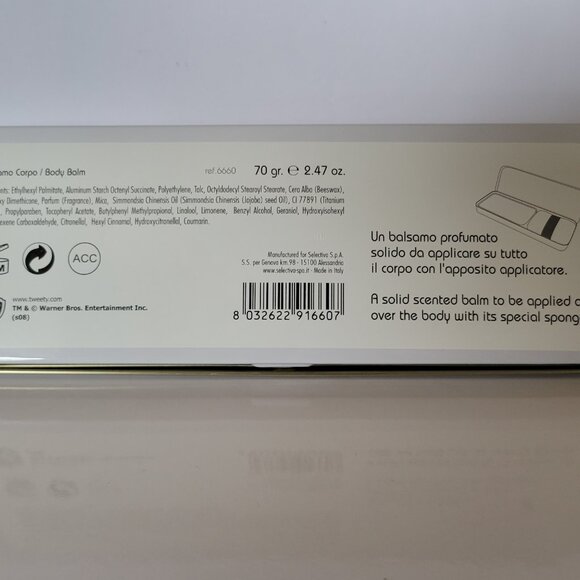 amo Corpo / Body Balm
ref.6660
70 gr. ℮ 2.47 oz.
nts: Ethylhexyl Palmitate, Aluminum Starch Octenyl Succinate, Polyethylene, Talc, Octyldodecyl Stearoyl Stearate, Cera Alba (Beeswax),
xy Dimethicone, Parfum (Fragrance), Mica, Simmondsia Chinensis Oil (Simmondsia Chinensis (Jojoba) seed Oil), CI 77891 (Titanium
), Propylparaben, Tocopheryl Acetate, Butylphenyl Methylpropional, Linalool, Limonene, Benzyl Alcohol, Geraniol, Hydroxyisohexyl
exene Carboxaldehyde, Citronellal, Hexyl Cinnamal, Hydroxycitronellal, Coumarin.
M
ACC
Manufactured for Selectiva S.p.A.
S.S. per Genova km.98 - 15100 Alessandria
www.selectiva-spa.it - Made in Italy
www.tweety.com
TM & © Warner Bros. Entertainment Inc.
(s08)
8 032622 916607
Un balsamo profumato
solido da applicare su tutto
il corpo con l'apposito applicatore.
A solid scented balm to be applied o
over the body with its special spong